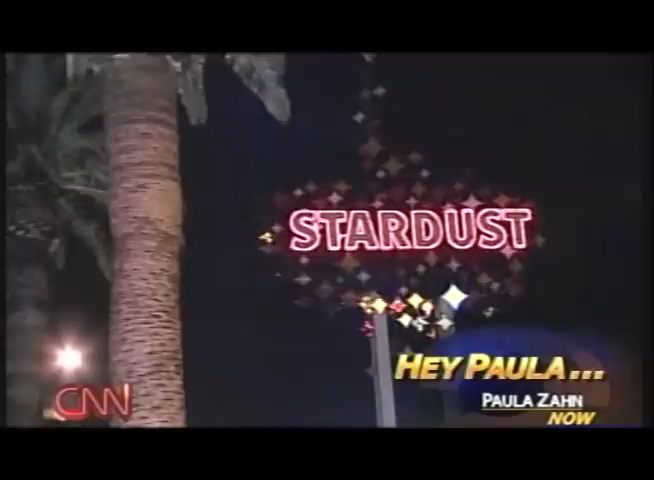 STARDUST
HEY PAULA...
PAULA ZAHN
NOW
CNN